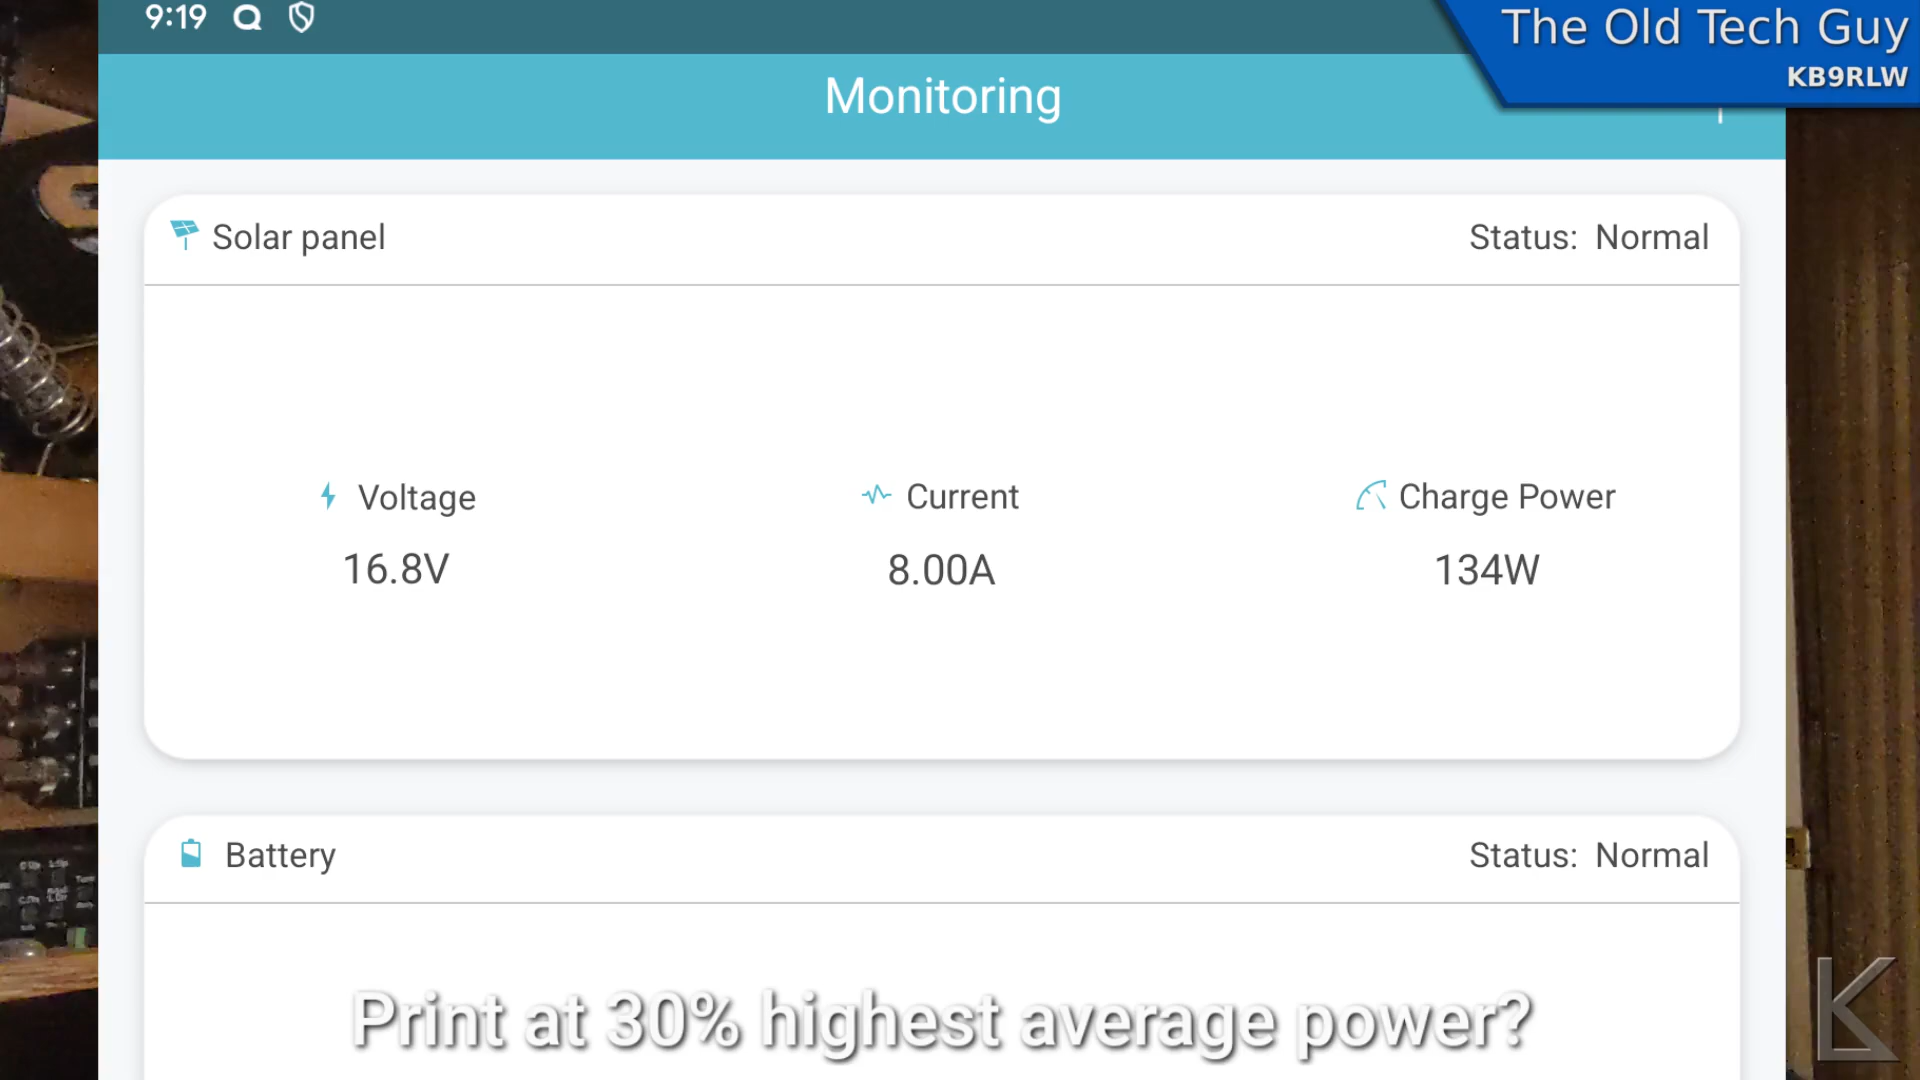 9:19
The Old Tech Guy
KB9RLW
Monitoring
Solar panel
Status: Normal
Voltage
Current
Charge Power
16.8V
8.00A
134W
Battery
Status: Normal
Print at 30% highest average power?